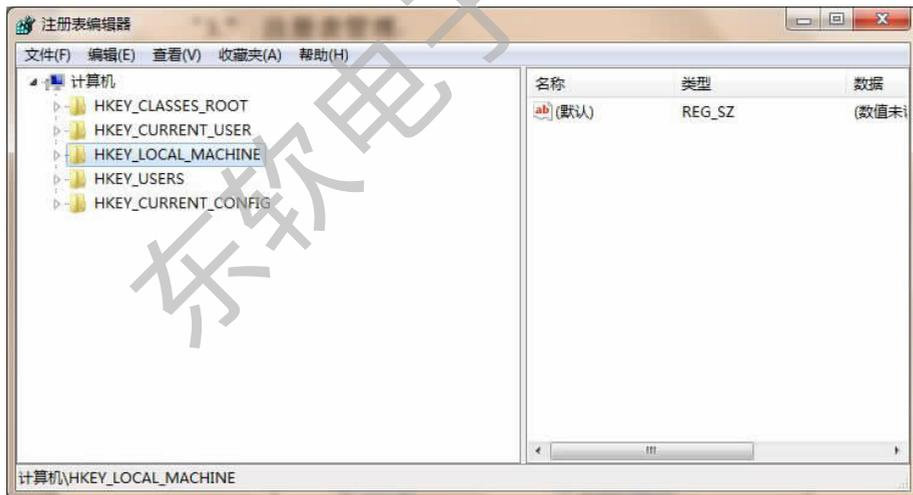 注册表编辑器
文件(F) 编辑(E) 查看(V) 收藏夹(A) 帮助(H)
计算机
HKEY_CLASSES_ROOT
HKEY_CURRENT_USER
HKEY_LOCAL_MACHINE
HKEY_USERS
HKEY_CURRENT_CONFIG
名称 类型 数据
ab (默认) REG_SZ (数值未
计算机\HKEY_LOCAL_MACHINE
东软电子